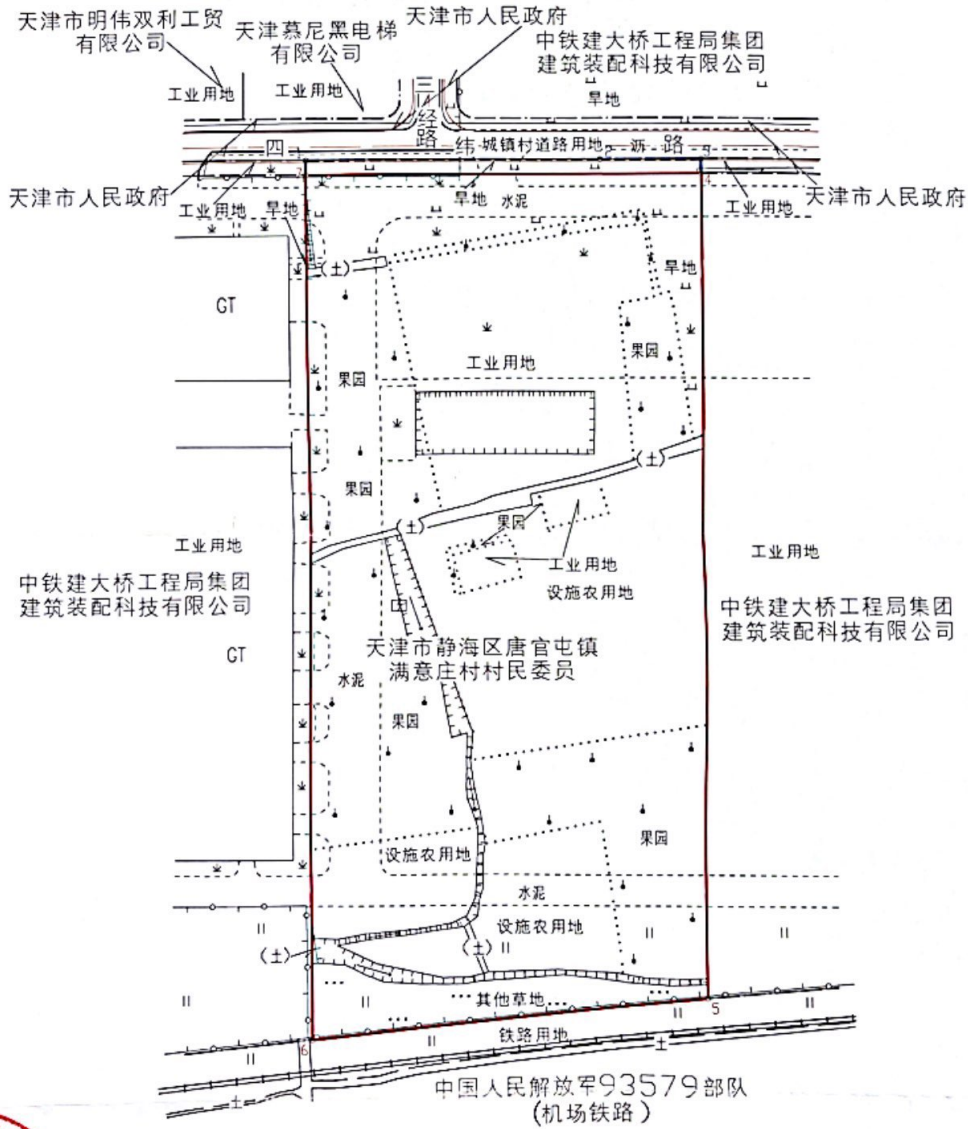 天津市明伟双利工贸
有限公司
天津慕尼黑电梯
有限公司
天津市人民政府
中铁建大桥工程局集团
建筑装配科技有限公司
工业用地
工业用地
旱地
三经路
四
纬
城镇村道路用地
沥
路
2
3
4
天津市人民政府
工业用地
旱地
旱地
水泥
工业用地
天津市人民政府
(土)
旱地
GT
果园
工业用地
果园
(土)
果园
(土)
果园
工业用地
工业用地
工业用地
设施农用地
中铁建大桥工程局集团
建筑装配科技有限公司
中铁建大桥工程局集团
建筑装配科技有限公司
天津市静海区唐官屯镇
满意庄村村民委员
GT
水泥
果园
果园
设施农用地
水泥
设施农用地
(土)
(土)
其他草地
5
铁路用地
6
土
土
中国人民解放军93579部队
(机场铁路)